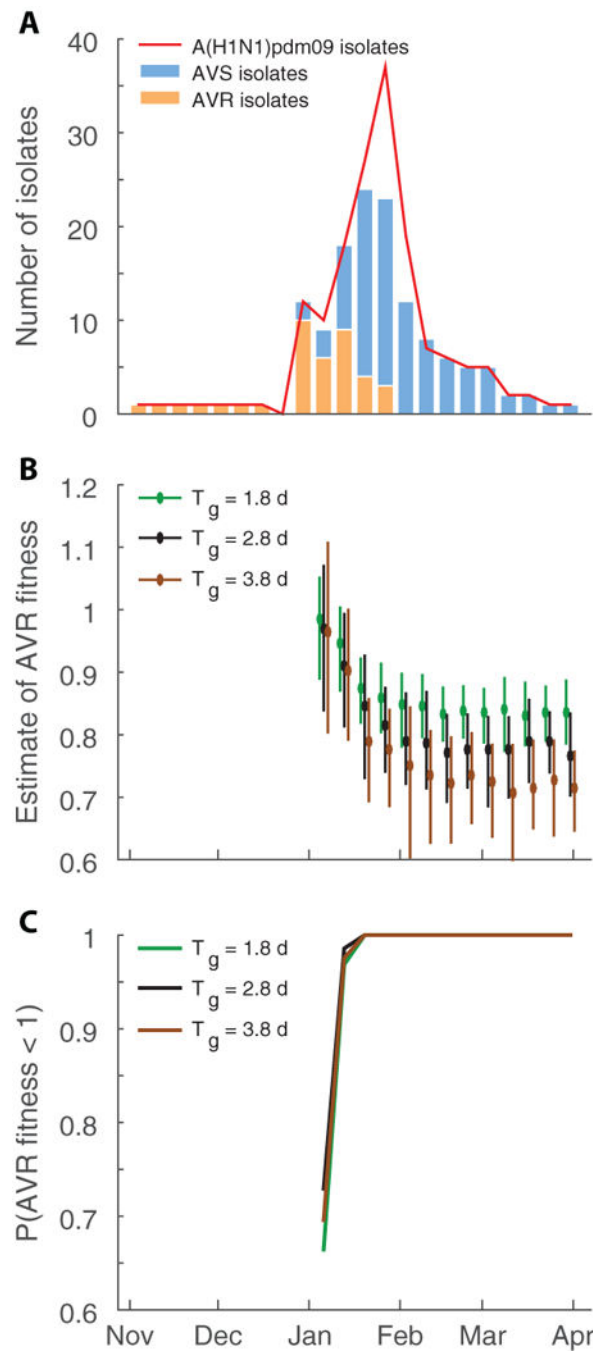 A
40
30
20
10
0
Number of isolates
A(H1N1)pdm09 isolates
AVS isolates
AVR isolates
B
1.2
1.1
1
0.9
0.8
0.7
0.6
Estimate of AVR fitness
T g = 1.8 d
T g = 2.8 d
T g = 3.8 d
C
1
0.9
0.8
0.7
0.6
P(AVR fitness < 1)
T g = 1.8 d
T g = 2.8 d
T g = 3.8 d
Nov Dec Jan Feb Mar Apr